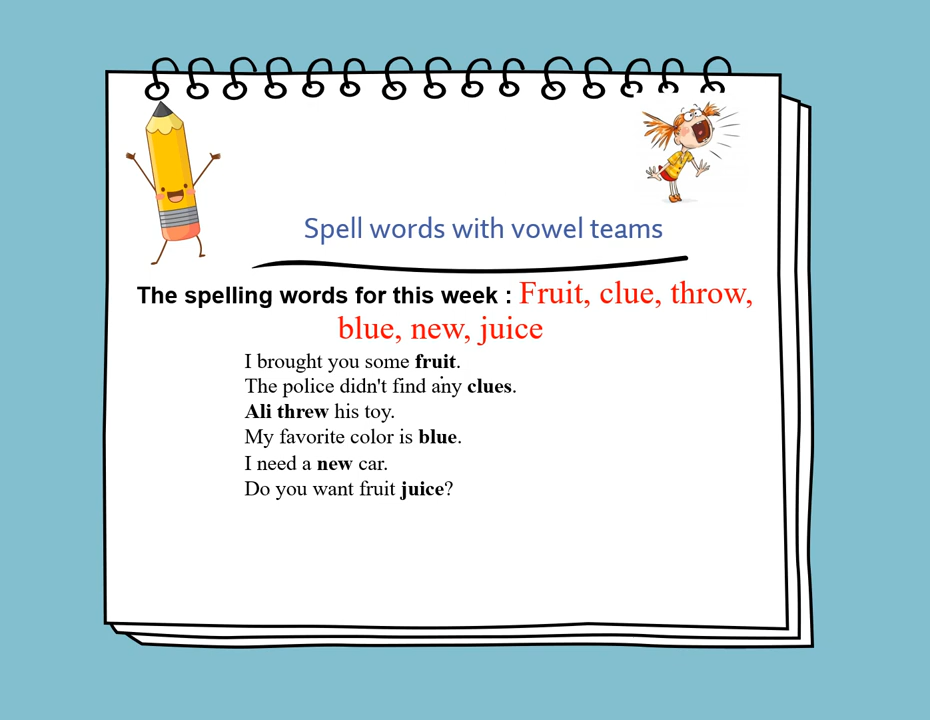 Spell words with vowel teams
The spelling words for this week : Fruit, clue, throw,
blue, new, juice
I brought you some fruit.
The police didn't find any clues.
Ali threw his toy.
My favorite color is blue.
I need a new car.
Do you want fruit juice?